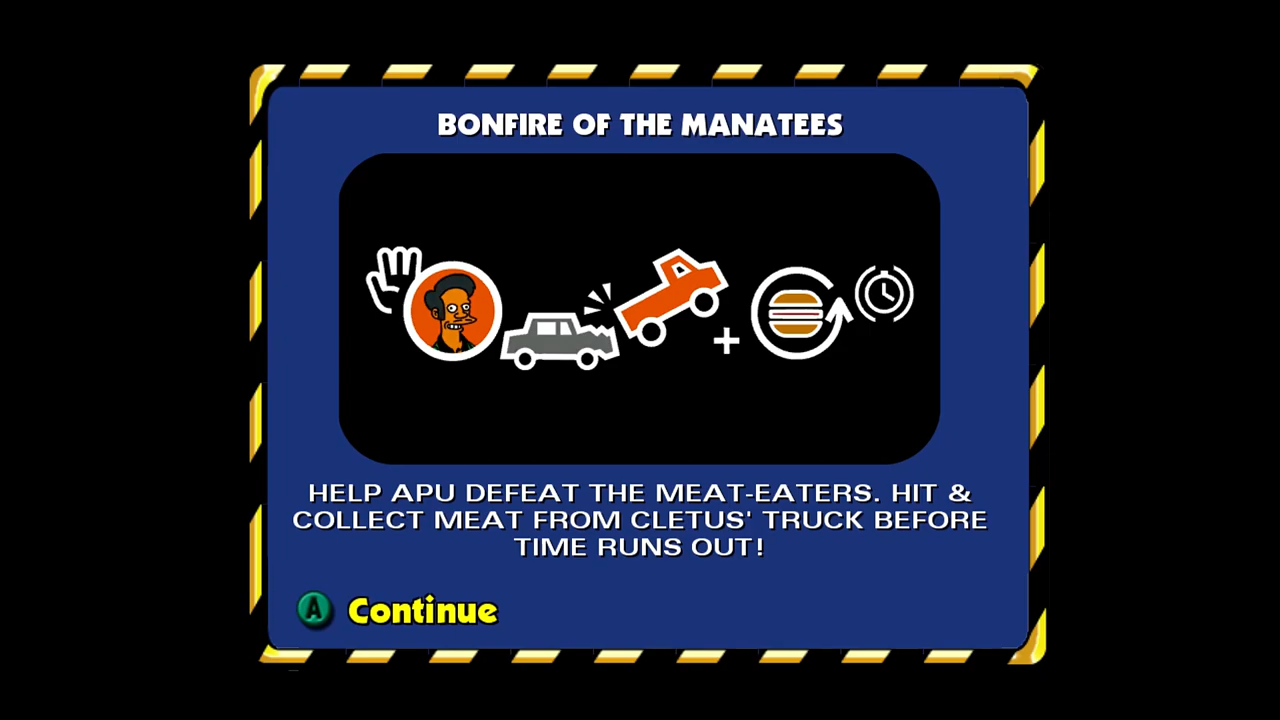 BONFIRE OF THE MANATEES
+
HELP APU DEFEAT THE MEAT-EATERS. HIT &
COLLECT MEAT FROM CLETUS' TRUCK BEFORE
TIME RUNS OUT!
A Continue